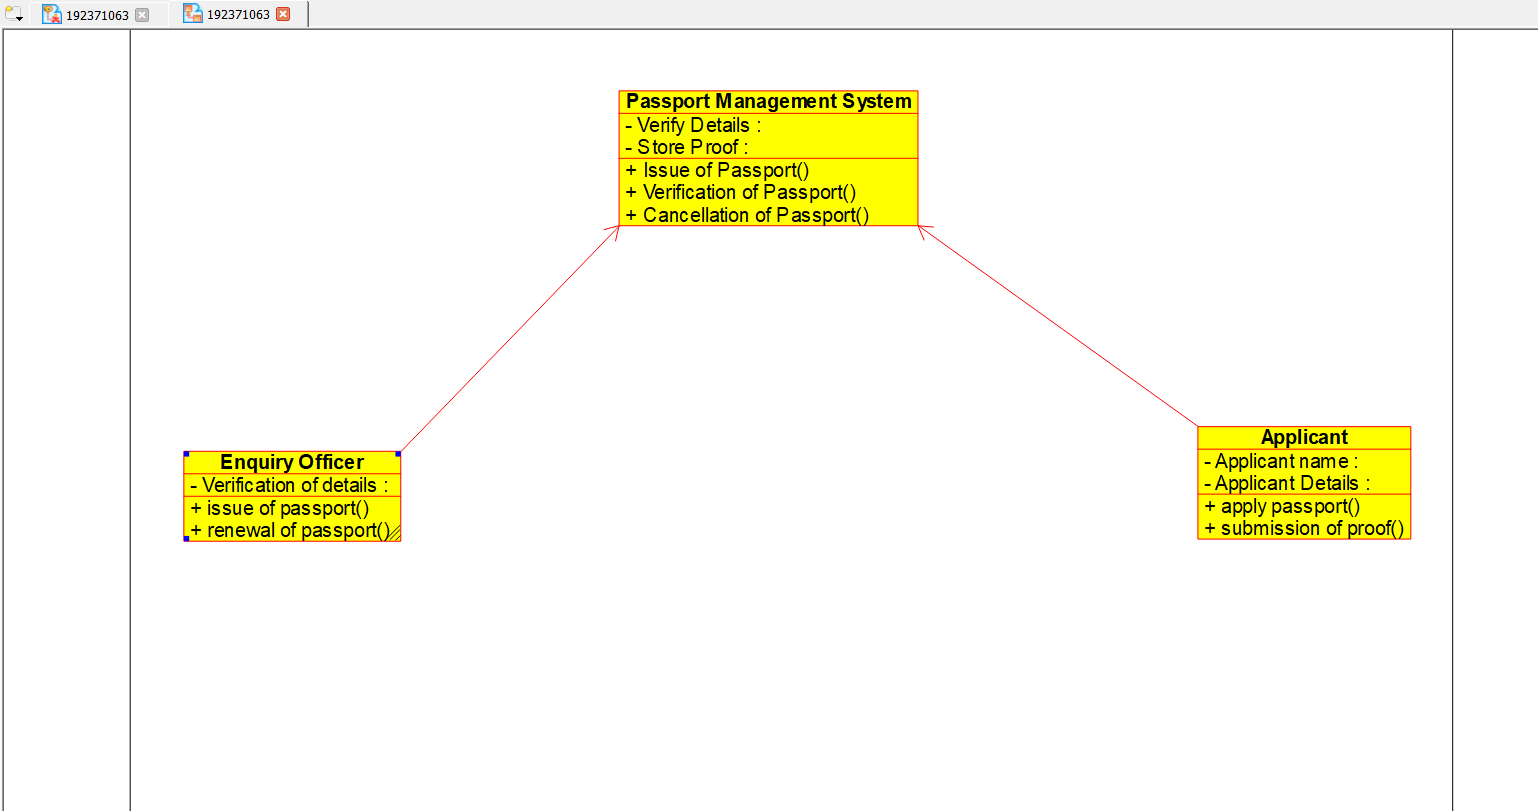 192371063
192371063
Passport Management System
- Verify Details :
- Store Proof :
+ Issue of Passport()
+ Verification of Passport()
+ Cancellation of Passport()
Enquiry Officer
- Verification of details :
+ issue of passport()
+ renewal of passport()
Applicant
- Applicant name :
- Applicant Details :
+ apply passport()
+ submission of proof()